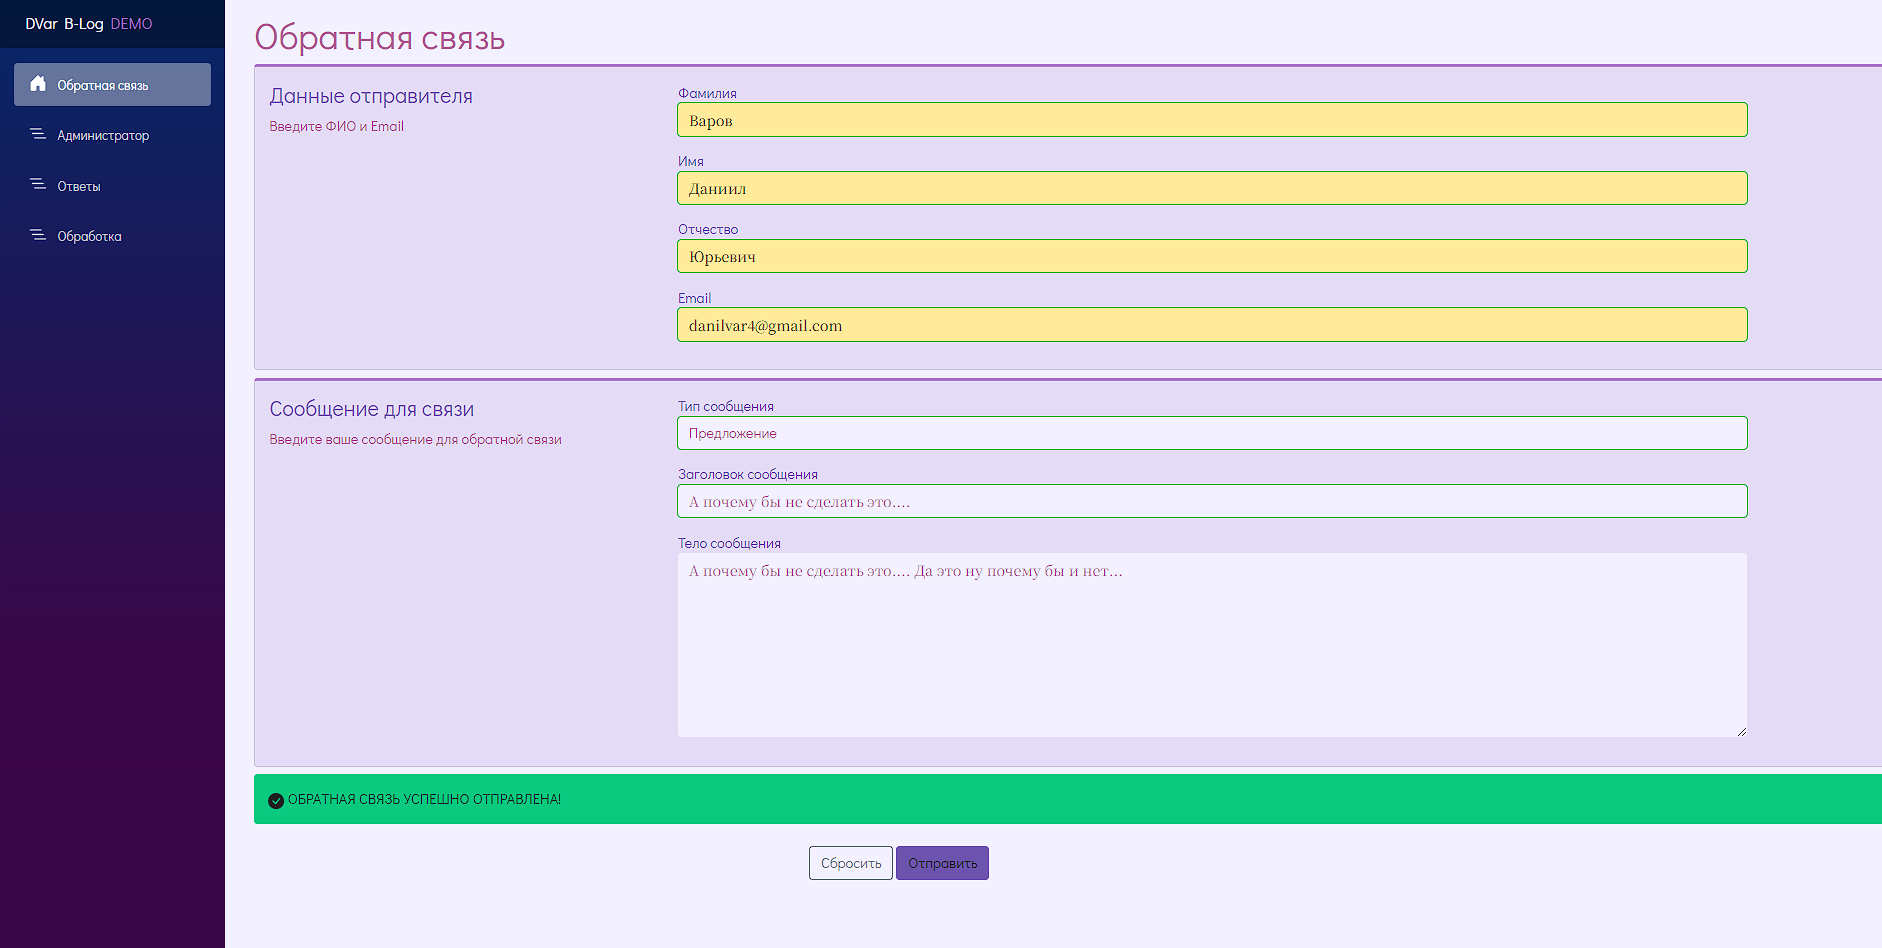 DVar B-Log DEMO
Обратная связь
Администратор
Ответы
Обработка
Обратная связь
Данные отправителя
Введите ФИО и Email
Фамилия
Варов
Имя
Даниил
Отчество
Юрьевич
Email
danilvar4@gmail.com
Сообщение для связи
Введите ваше сообщение для обратной связи
Тип сообщения
Предложение
Заголовок сообщения
А почему бы не сделать это....
Тело сообщения
А почему бы не сделать это.... Да это ну почему бы и нет...
ОБРАТНАЯ СВЯЗЬ УСПЕШНО ОТПРАВЛЕНА!
Сбросить Отправить